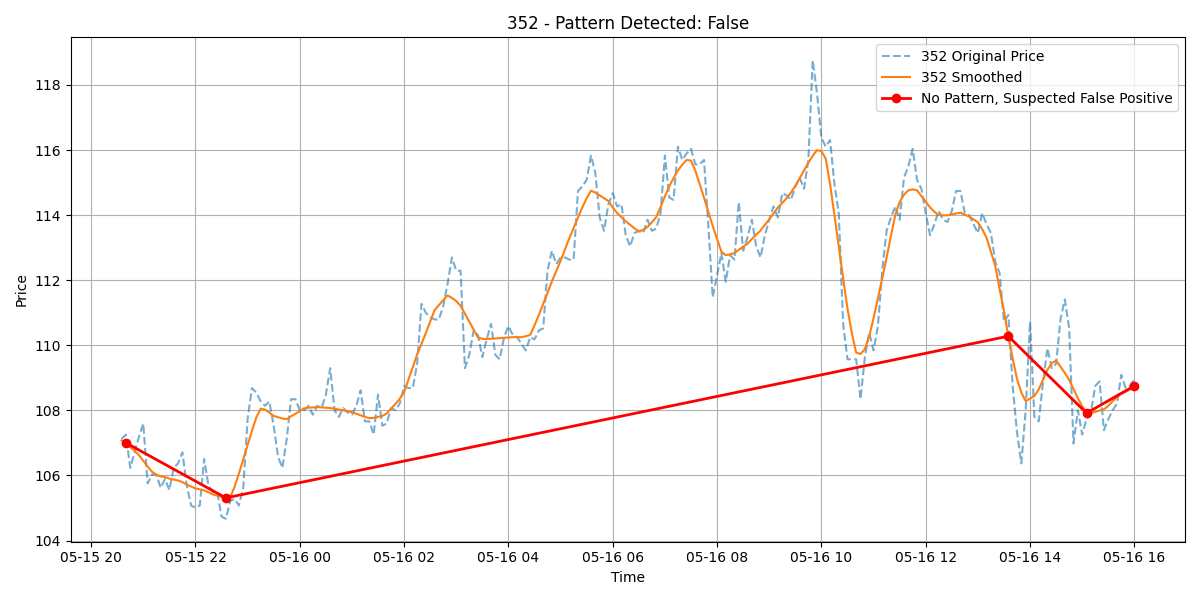 352 - Pattern Detected: False
352 Original Price
352 Smoothed
No Pattern, Suspected False Positive
Price
118
116
114
112
110
108
106
104
05-15 20 05-15 22 05-16 00 05-16 02 05-16 04 05-16 06 05-16 08 05-16 10 05-16 12 05-16 14 05-16 16
Time